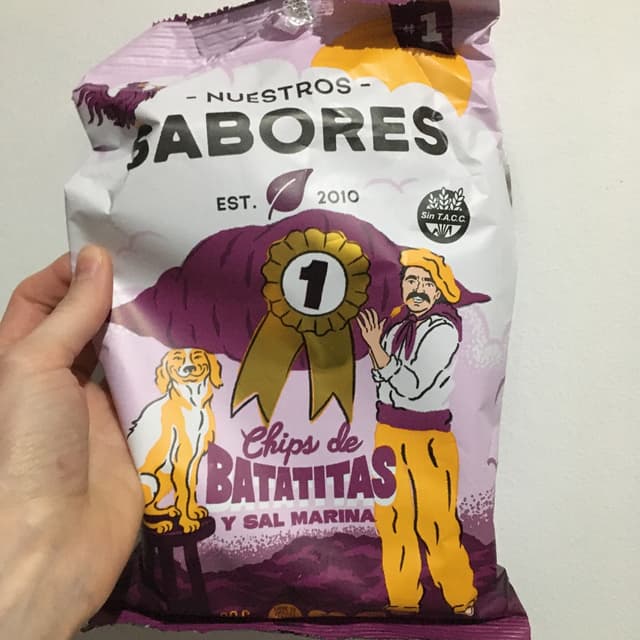 #1
- NUESTROS -
SABORES
EST. 2010
Sin T.A.C.C.
1
Chips de
BATATITAS
Y SAL MARINA